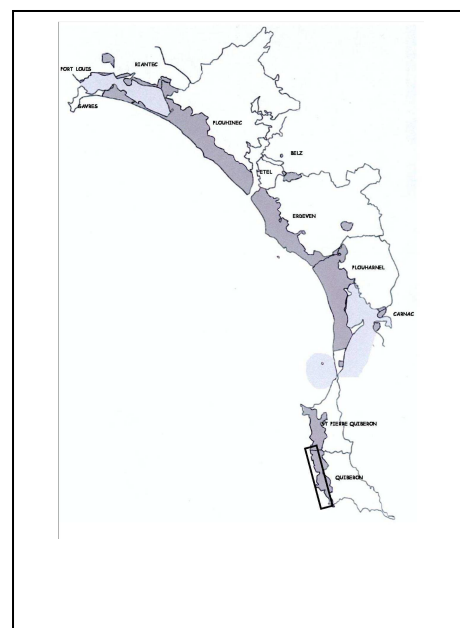 RIANTEC
PORT LOUIS
GAVRES
PLOUHINEC
BELZ
ETEL
ERDEVEN
PLOUHARNEL
CARNAC
ST PIERRE QUIBERON
QUIBERON